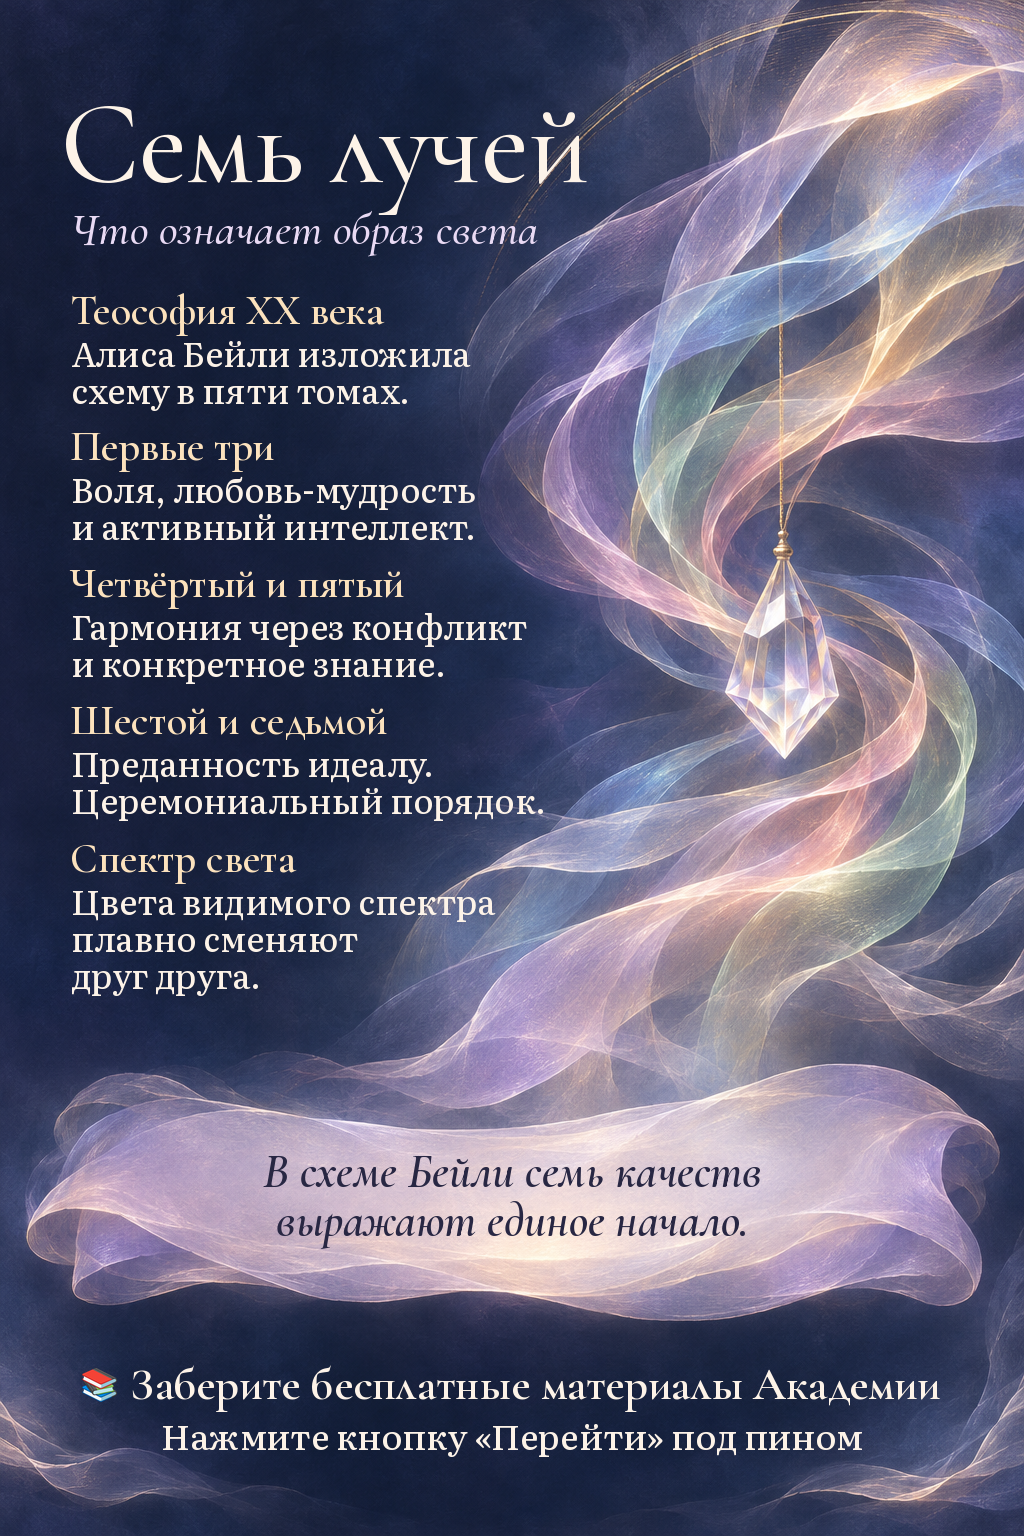 Семь лучей
Что означает образ света
Теософия XX века
Алиса Бейли изложила
схему в пяти томах.
Первые три
Воля, любовь-мудрость
и активный интеллект.
Четвёртый и пятый
Гармония через конфликт
и конкретное знание.
Шестой и седьмой
Преданность идеалу.
Церемониальный порядок.
Спектр света
Цвета видимого спектра
плавно сменяют
друг друга.
В схеме Бейли семь качеств
выражают единое начало.
📚 Заберите бесплатные материалы Академии
Нажмите кнопку «Перейти» под пином